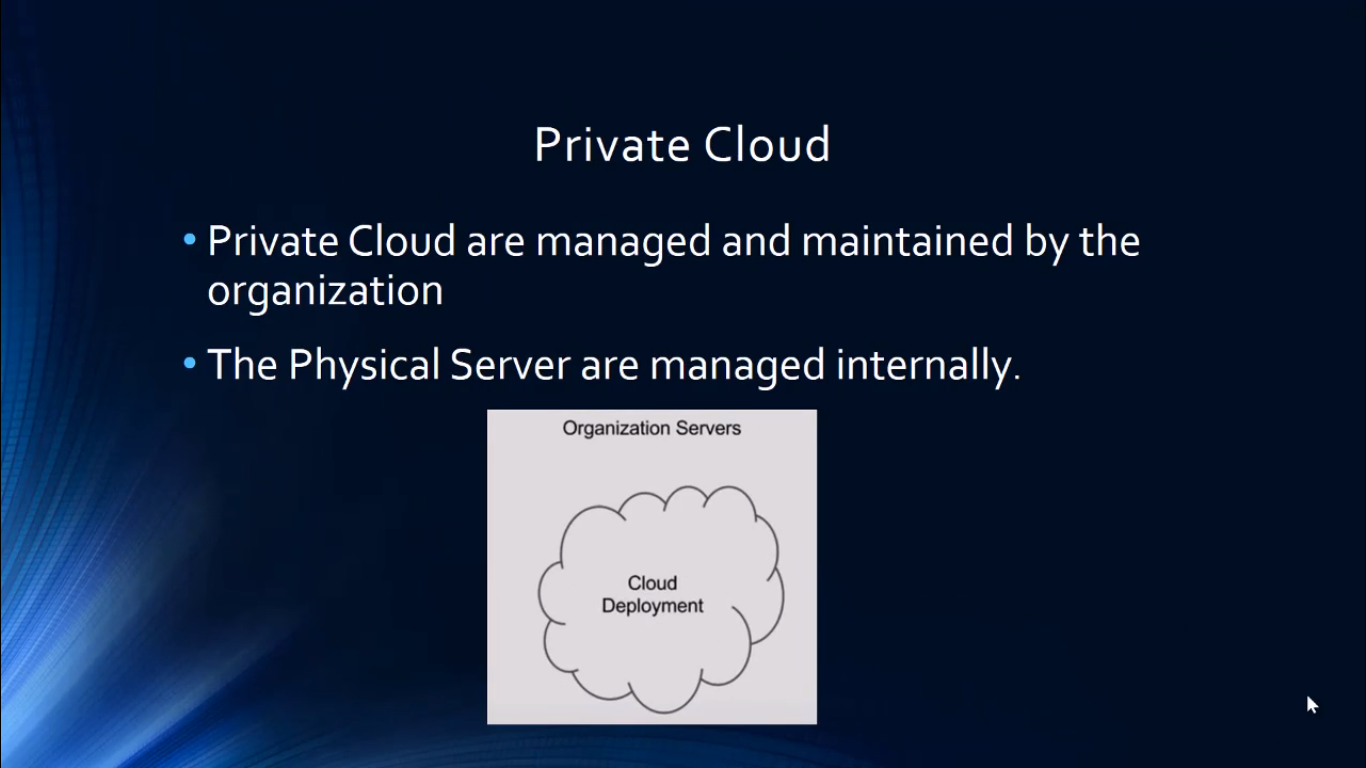 Private Cloud
• Private Cloud are managed and maintained by the
organization
• The Physical Server are managed internally.
Organization Servers
Cloud
Deployment